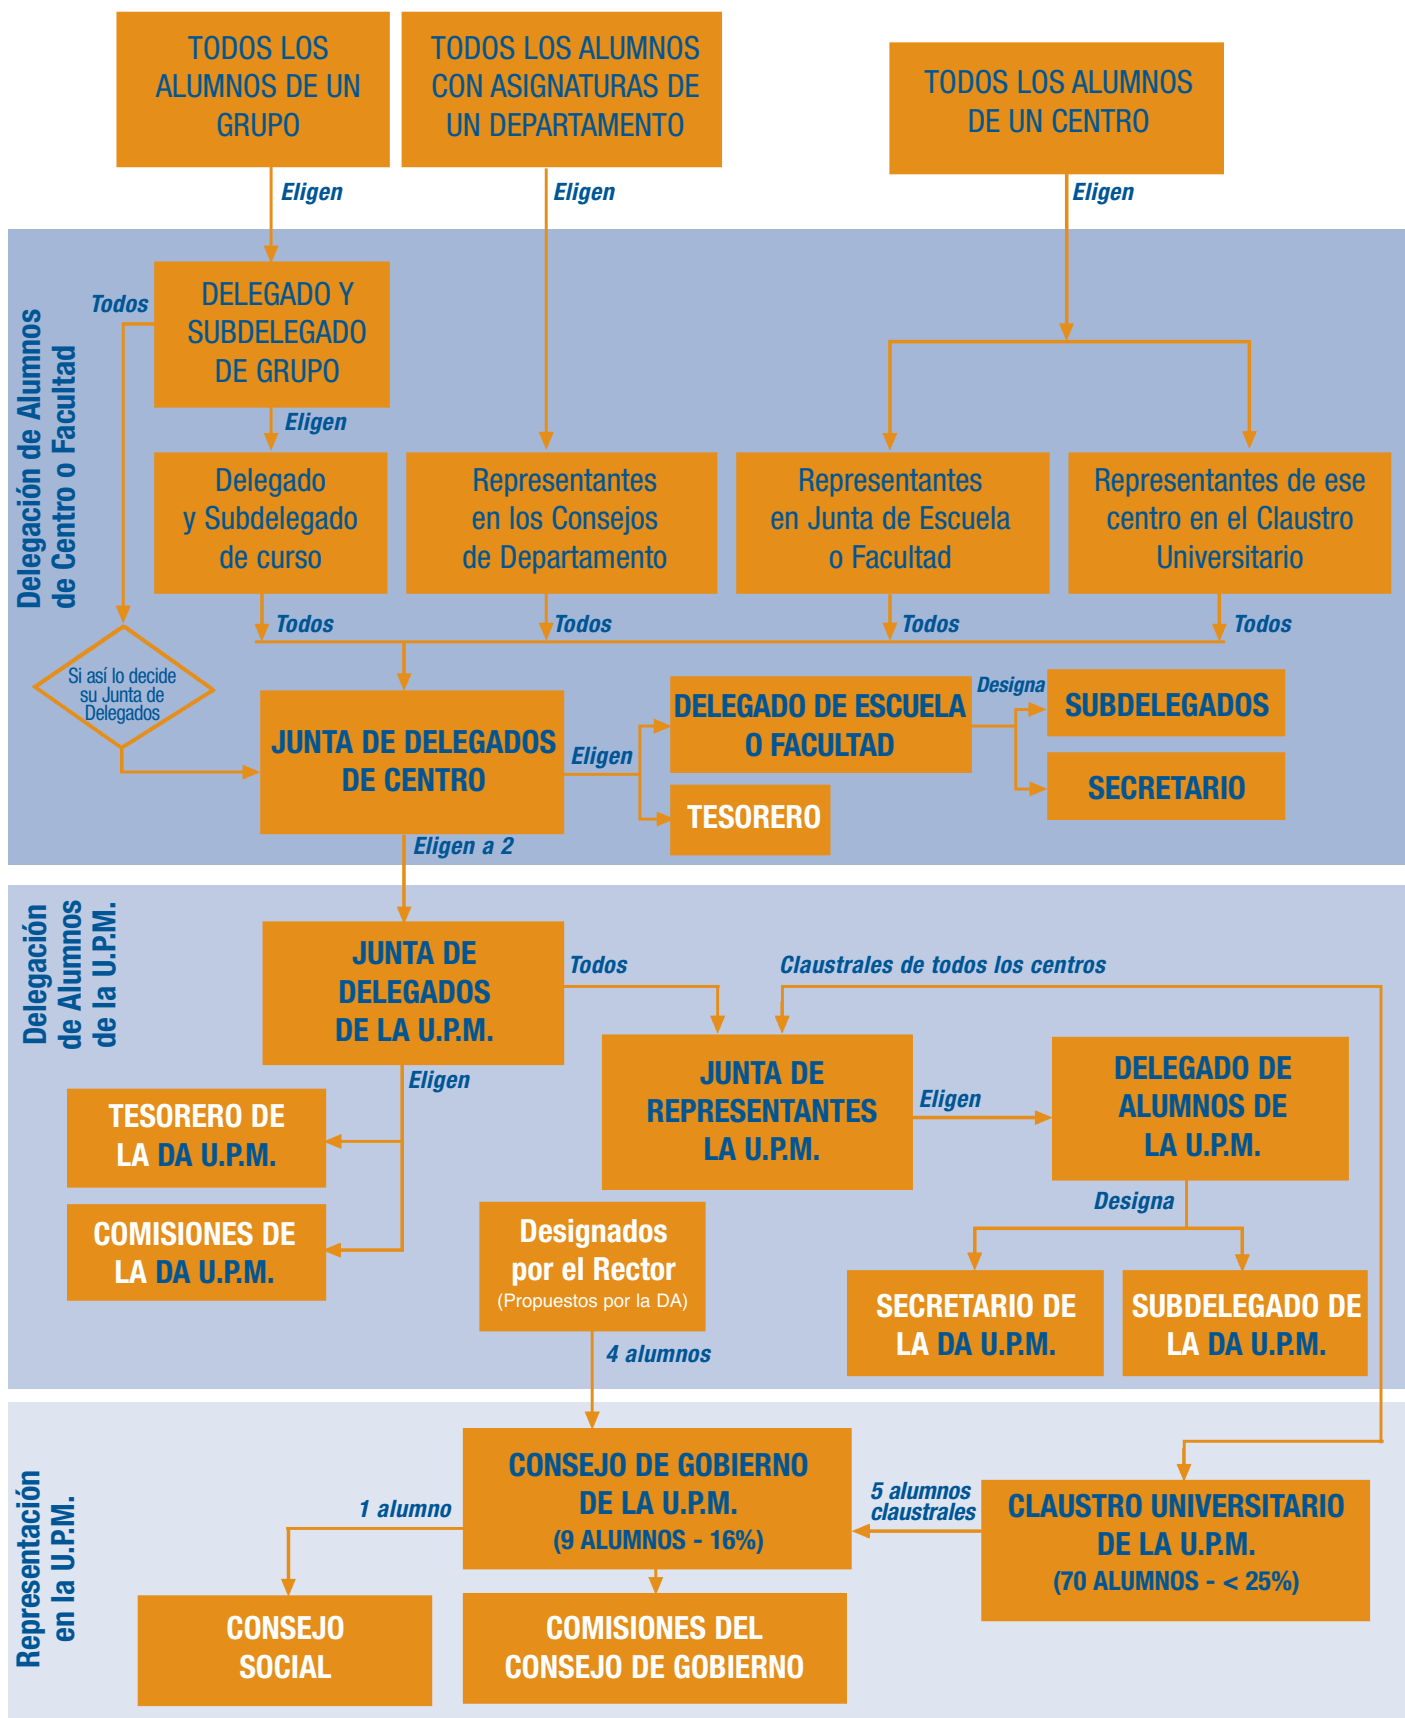 TODOS LOS
ALUMNOS DE UN
GRUPO
TODOS LOS ALUMNOS
CON ASIGNATURAS DE
UN DEPARTAMENTO
TODOS LOS ALUMNOS
DE UN CENTRO
Eligen
Eligen
Eligen
Delegación de Alumnos
de Centro o Facultad
Todos
DELEGADO Y
SUBDELEGADO
DE GRUPO
Eligen
Delegado
y Subdelegado
de curso
Representantes
en los Consejos
de Departamento
Representantes
en Junta de Escuela
o Facultad
Representantes de ese
centro en el Claustro
Universitario
Todos
Todos
Todos
Todos
Si así lo decide
su Junta de
Delegados
JUNTA DE DELEGADOS
DE CENTRO
Eligen
DELEGADO DE ESCUELA
O FACULTAD
TESORERO
Designa
SUBDELEGADOS
SECRETARIO
Eligen a 2
Delegación
de Alumnos
de la U.P.M.
JUNTA DE
DELEGADOS
DE LA U.P.M.
Todos
Claustrales de todos los centros
Eligen
TESORERO DE
LA DA U.P.M.
COMISIONES DE
LA DA U.P.M.
JUNTA DE
REPRESENTANTES
LA U.P.M.
Eligen
DELEGADO DE
ALUMNOS DE
LA U.P.M.
Designa
SECRETARIO DE
LA DA U.P.M.
SUBDELEGADO DE
LA DA U.P.M.
Designados
por el Rector
(Propuestos por la DA)
4 alumnos
Representación
en la U.P.M.
CONSEJO DE GOBIERNO
DE LA U.P.M.
(9 ALUMNOS - 16%)
5 alumnos
claustrales
CLAUSTRO UNIVERSITARIO
DE LA U.P.M.
(70 ALUMNOS - < 25%)
1 alumno
CONSEJO
SOCIAL
COMISIONES DEL
CONSEJO DE GOBIERNO